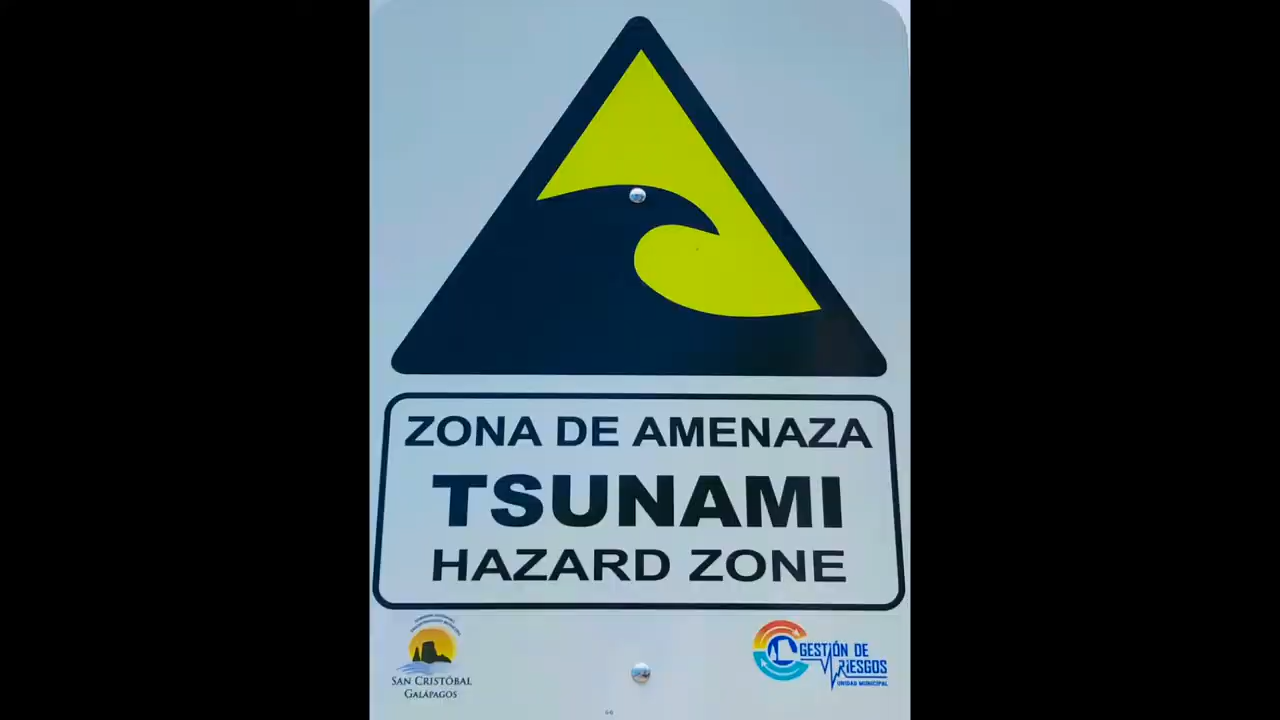 ZONA DE AMENAZA
TSUNAMI
HAZARD ZONE
SAN CRISTÓBAL
GALÁPAGOS
GESTIÓN DE
RIESGOS
UNIDAD MUNICIPAL